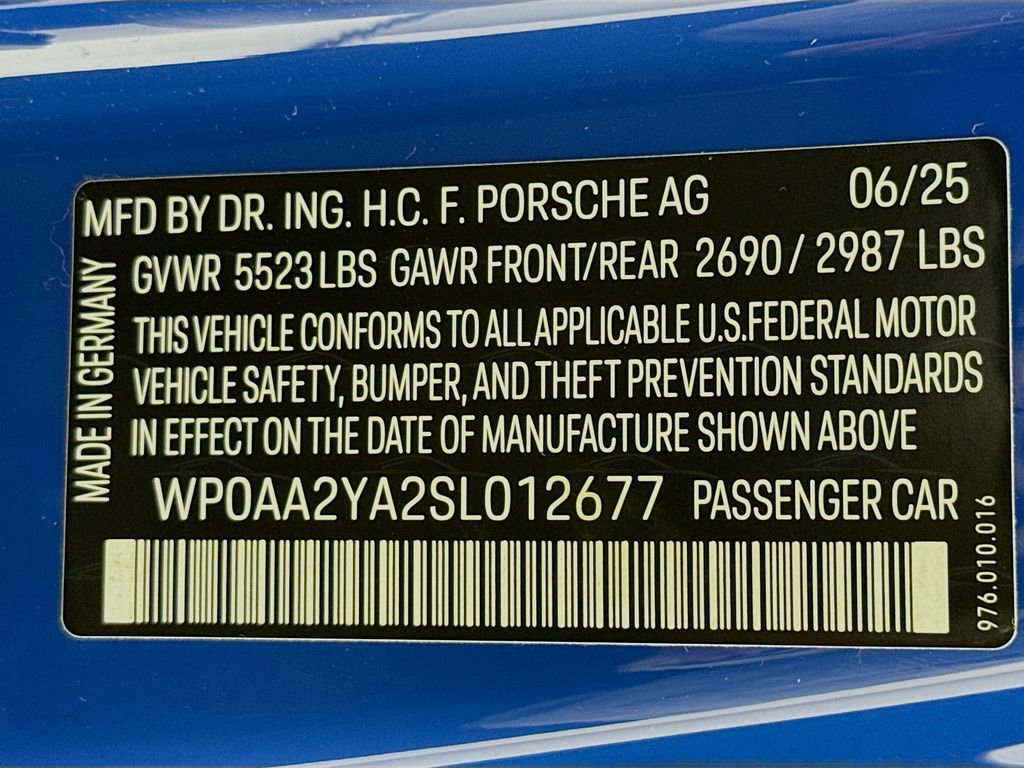 MFD BY DR. ING. H.C. F. PORSCHE AG 06/25
GVWR 5523 LBS GAWR FRONT/REAR 2690 / 2987 LBS
THIS VEHICLE CONFORMS TO ALL APPLICABLE U.S.FEDERAL MOTOR
VEHICLE SAFETY, BUMPER, AND THEFT PREVENTION STANDARDS
IN EFFECT ON THE DATE OF MANUFACTURE SHOWN ABOVE
WP0AA2YA2SL012677 PASSENGER CAR
MADE IN GERMANY
976.010.016